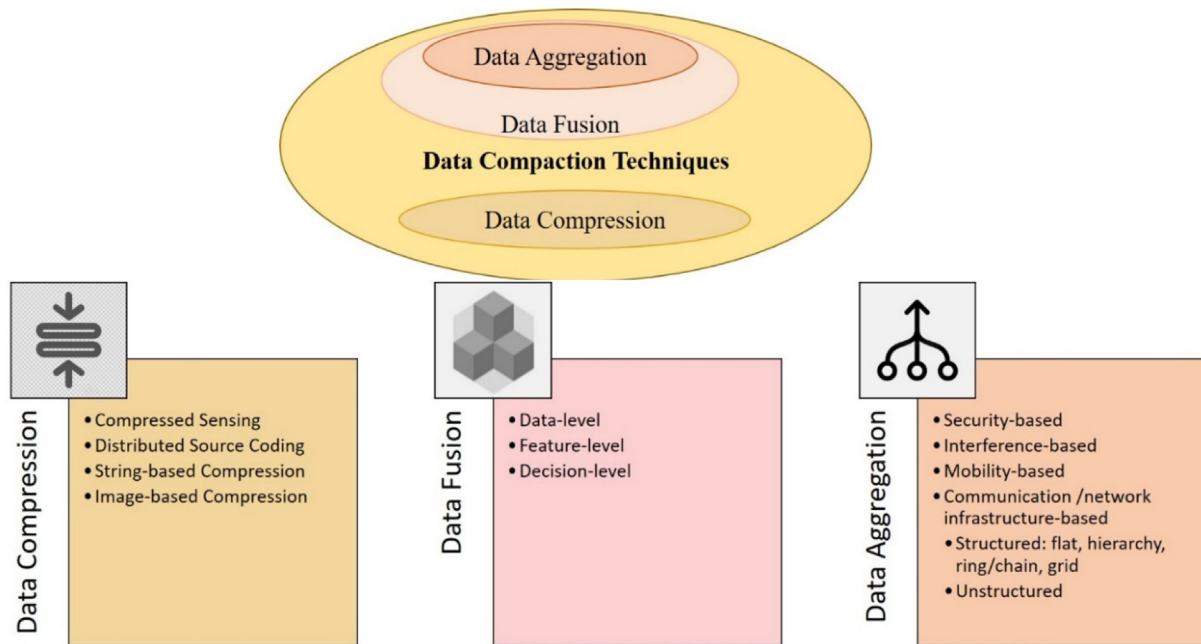 Data Aggregation
Data Fusion
Data Compaction Techniques
Data Compression
Data Compression
• Compressed Sensing
• Distributed Source Coding
• String-based Compression
• Image-based Compression
Data Fusion
• Data-level
• Feature-level
• Decision-level
Data Aggregation
• Security-based
• Interference-based
• Mobility-based
• Communication /network
infrastructure-based
• Structured: flat, hierarchy,
ring/chain, grid
• Unstructured